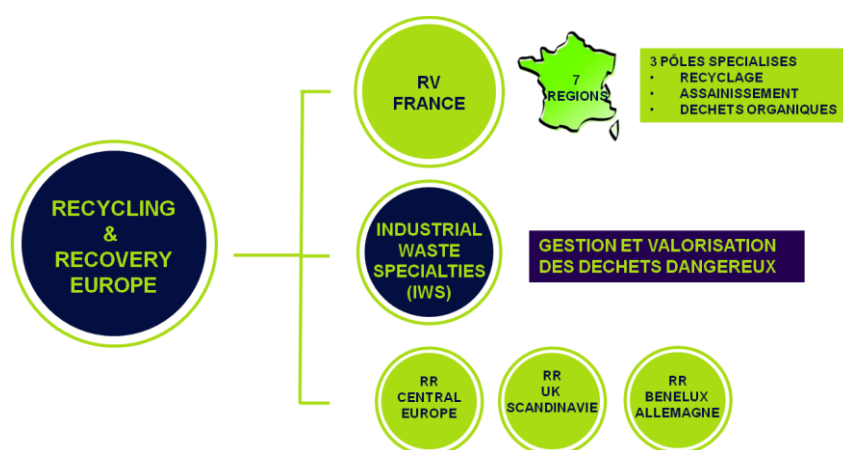 RECYCLING
&
RECOVERY
EUROPE
RV
FRANCE
7
REGIONS
3 PÔLES SPECIALISES
• RECYCLAGE
• ASSAINISSEMENT
• DECHETS ORGANIQUES
INDUSTRIAL
WASTE
SPECIALTIES
(IWS)
GESTION ET VALORISATION
DES DECHETS DANGEREUX
RR
CENTRAL
EUROPE
RR
UK
SCANDINAVIE
RR
BENELUX
ALLEMAGNE